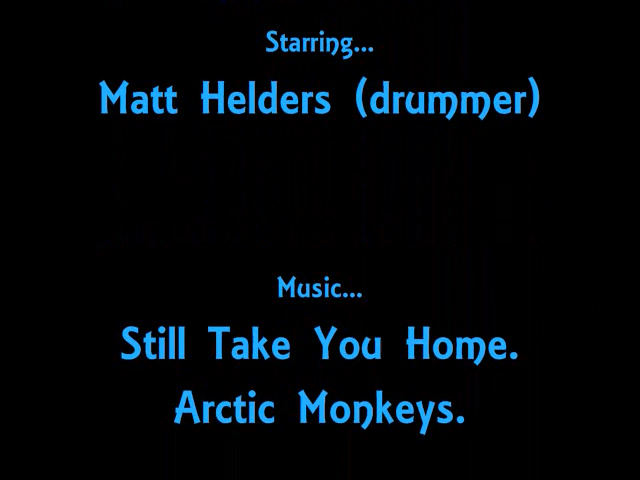 Starring...
Matt Helders (drummer)
Music...
Still Take You Home.
Arctic Monkeys.